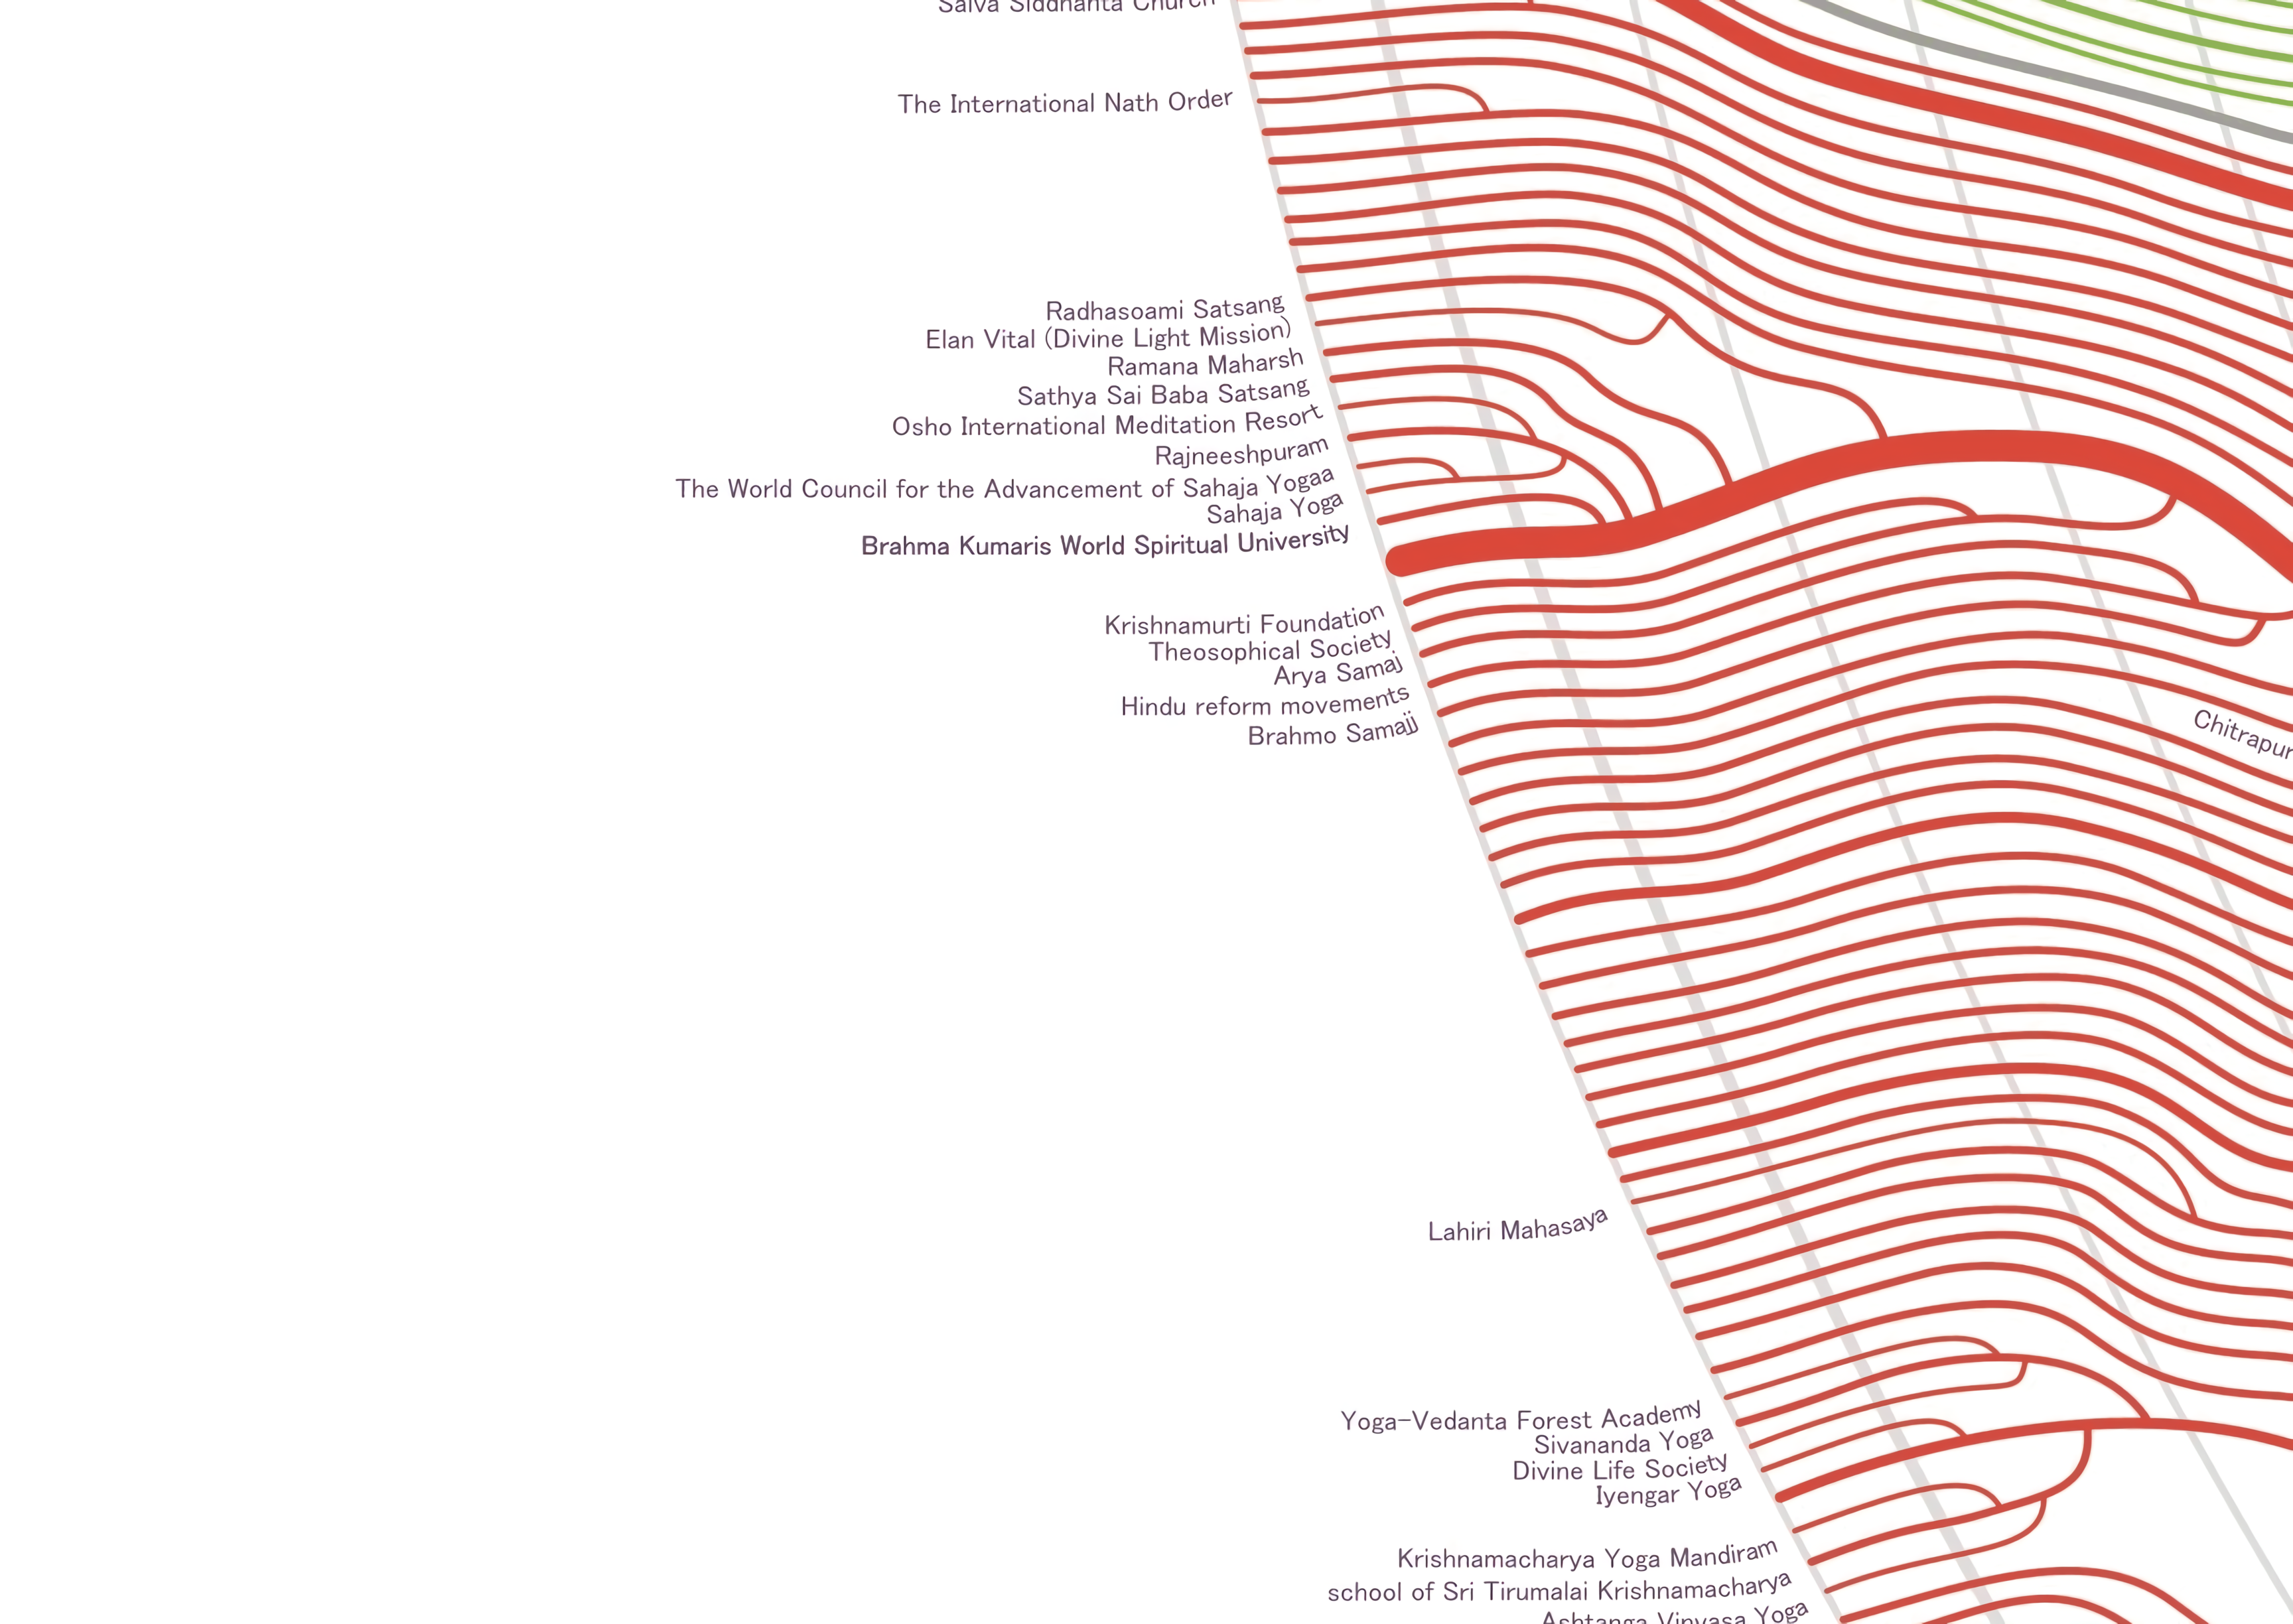 Saiva Siddhanta Church
The International Nath Order
Radhasoami Satsang
Elan Vital (Divine Light Mission)
Ramana Maharsh
Sathya Sai Baba Satsang
Osho International Meditation Resort
Rajneeshpuram
The World Council for the Advancement of Sahaja Yogaa
Sahaja Yoga
Brahma Kumaris World Spiritual University
Krishnamurti Foundation
Theosophical Society
Arya Samaj
Hindu reform movements
Brahmo Samajj
Chitrapur
Lahiri Mahasaya
Yoga-Vedanta Forest Academy
Sivananda Yoga
Divine Life Society
Iyengar Yoga
Krishnamacharya Yoga Mandiram
school of Sri Tirumalai Krishnamacharya
Ashtanga Vinyasa Yoga